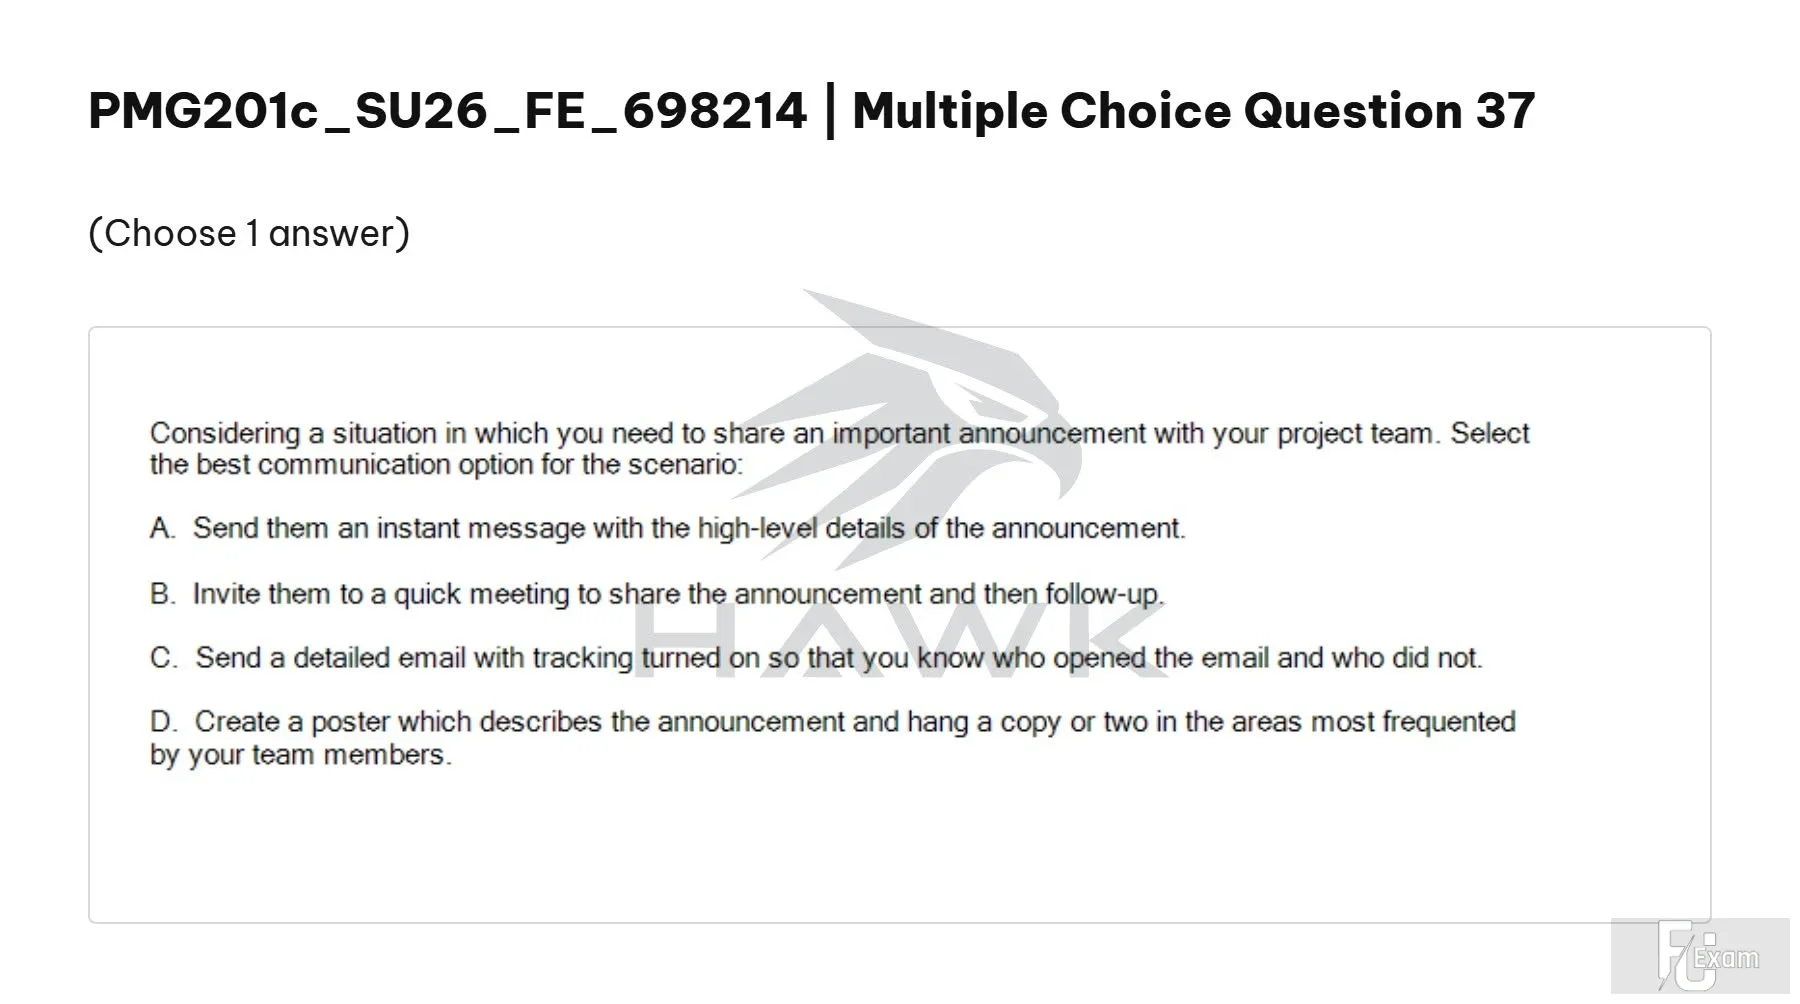 PMG201c_SU26_FE_698214 | Multiple Choice Question 37
(Choose 1 answer)
Considering a situation in which you need to share an important announcement with your project team. Select
the best communication option for the scenario:
A. Send them an instant message with the high-level details of the announcement.
B. Invite them to a quick meeting to share the announcement and then follow-up.
C. Send a detailed email with tracking turned on so that you know who opened the email and who did not.
D. Create a poster which describes the announcement and hang a copy or two in the areas most frequented
by your team members.
HAWK
FU Exam